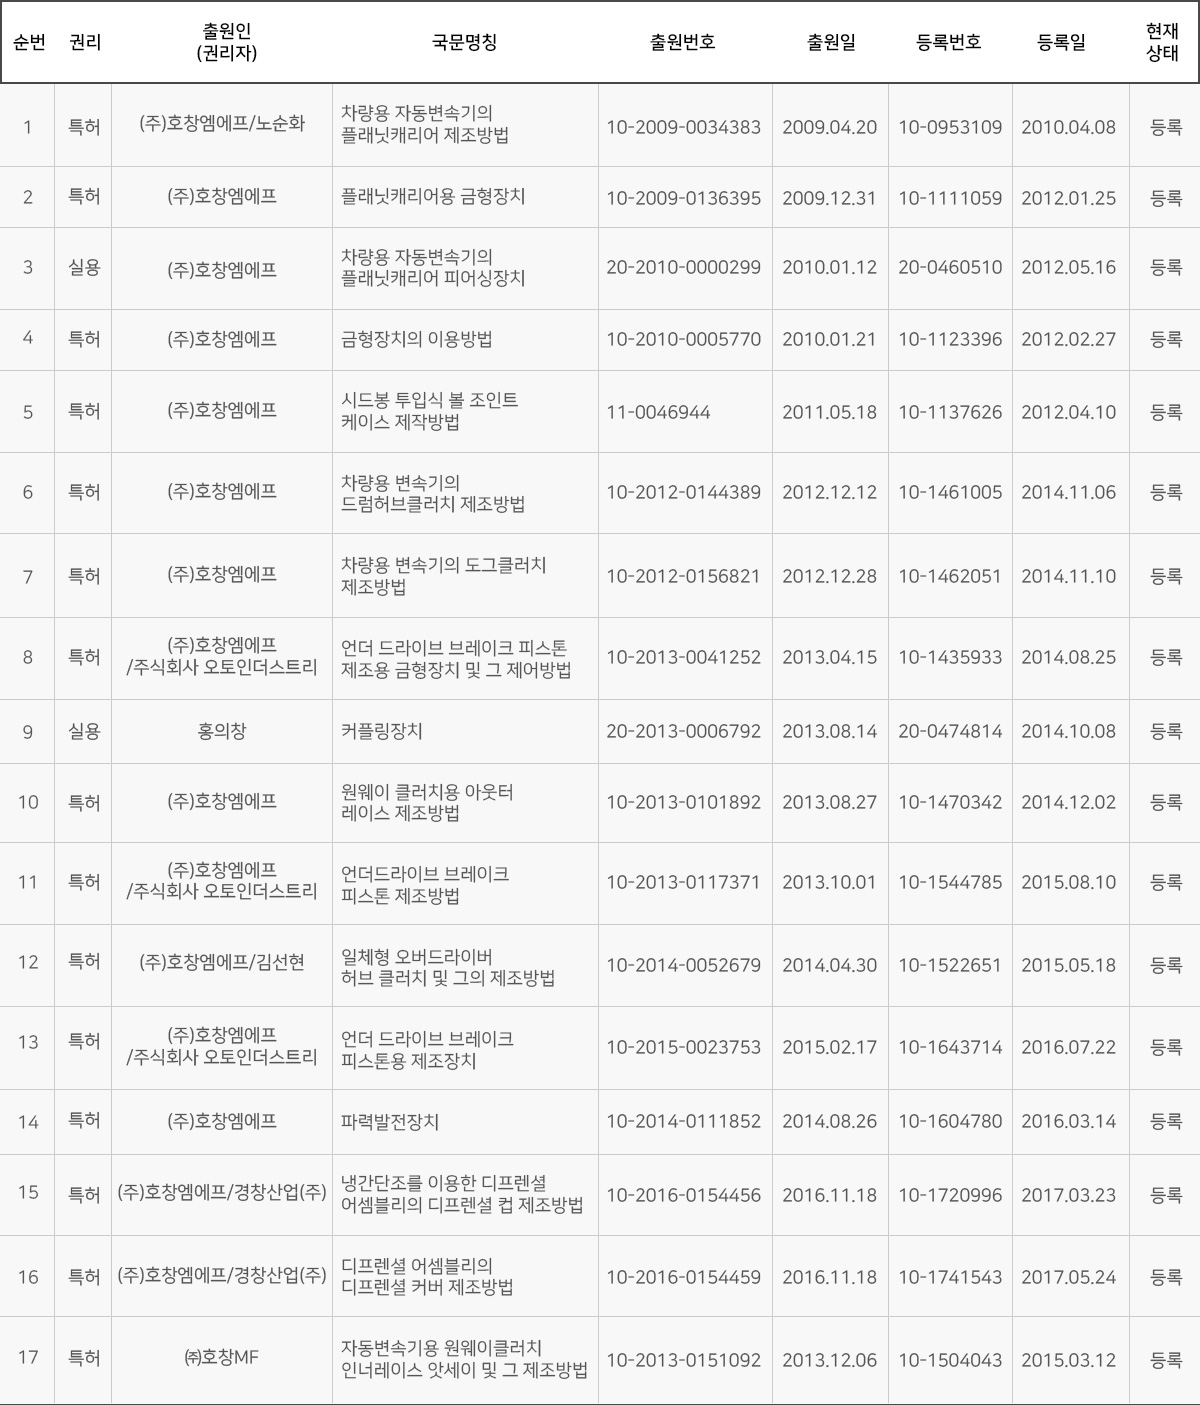 순번 권리 출원인 (권리자) 국문명칭 출원번호 출원일 등록번호 등록일 현재 상태
1 특허 (주)호창엠에프/노순화 차량용 자동변속기의 플래닛캐리어 제조방법 10-2009-0034383 2009.04.20 10-0953109 2010.04.08 등록
2 특허 (주)호창엠에프 플래닛캐리어용 금형장치 10-2009-0136395 2009.12.31 10-1111059 2012.01.25 등록
3 실용 (주)호창엠에프 차량용 자동변속기의 플래닛캐리어 피어싱장치 20-2010-0000299 2010.01.12 20-0460510 2012.05.16 등록
4 특허 (주)호창엠에프 금형장치의 이용방법 10-2010-0005770 2010.01.21 10-1123396 2012.02.27 등록
5 특허 (주)호창엠에프 시드봉 투입식 볼 조인트 케이스 제작방법 11-0046944 2011.05.18 10-1137626 2012.04.10 등록
6 특허 (주)호창엠에프 차량용 변속기의 드럼허브클러치 제조방법 10-2012-0144389 2012.12.12 10-1461005 2014.11.06 등록
7 특허 (주)호창엠에프 차량용 변속기의 도그클러치 제조방법 10-2012-0156821 2012.12.28 10-1462051 2014.11.10 등록
8 특허 (주)호창엠에프 /주식회사 오토인더스트리 언더 드라이브 브레이크 피스톤 제조용 금형장치 및 그 제어방법 10-2013-0041252 2013.04.15 10-1435933 2014.08.25 등록
9 실용 홍의창 커플링장치 20-2013-0006792 2013.08.14 20-0474814 2014.10.08 등록
10 특허 (주)호창엠에프 원웨이 클러치용 아웃터 레이스 제조방법 10-2013-0101892 2013.08.27 10-1470342 2014.12.02 등록
11 특허 (주)호창엠에프 /주식회사 오토인더스트리 언더드라이브 브레이크 피스톤 제조방법 10-2013-0117371 2013.10.01 10-1544785 2015.08.10 등록
12 특허 (주)호창엠에프/김선현 일체형 오버드라이버 허브 클러치 및 그의 제조방법 10-2014-0052679 2014.04.30 10-1522651 2015.05.18 등록
13 특허 (주)호창엠에프 /주식회사 오토인더스트리 언더 드라이브 브레이크 피스톤용 제조장치 10-2015-0023753 2015.02.17 10-1643714 2016.07.22 등록
14 특허 (주)호창엠에프 파력발전장치 10-2014-0111852 2014.08.26 10-1604780 2016.03.14 등록
15 특허 (주)호창엠에프/경창산업(주) 냉간단조를 이용한 디프렌셜 어셈블리의 디프렌셜 컵 제조방법 10-2016-0154456 2016.11.18 10-1720996 2017.03.23 등록
16 특허 (주)호창엠에프/경창산업(주) 디프렌셜 어셈블리의 디프렌셜 커버 제조방법 10-2016-0154459 2016.11.18 10-1741543 2017.05.24 등록
17 특허 ㈜호창MF 자동변속기용 원웨이클러치 인너레이스 앗세이 및 그 제조방법 10-2013-0151092 2013.12.06 10-1504043 2015.03.12 등록